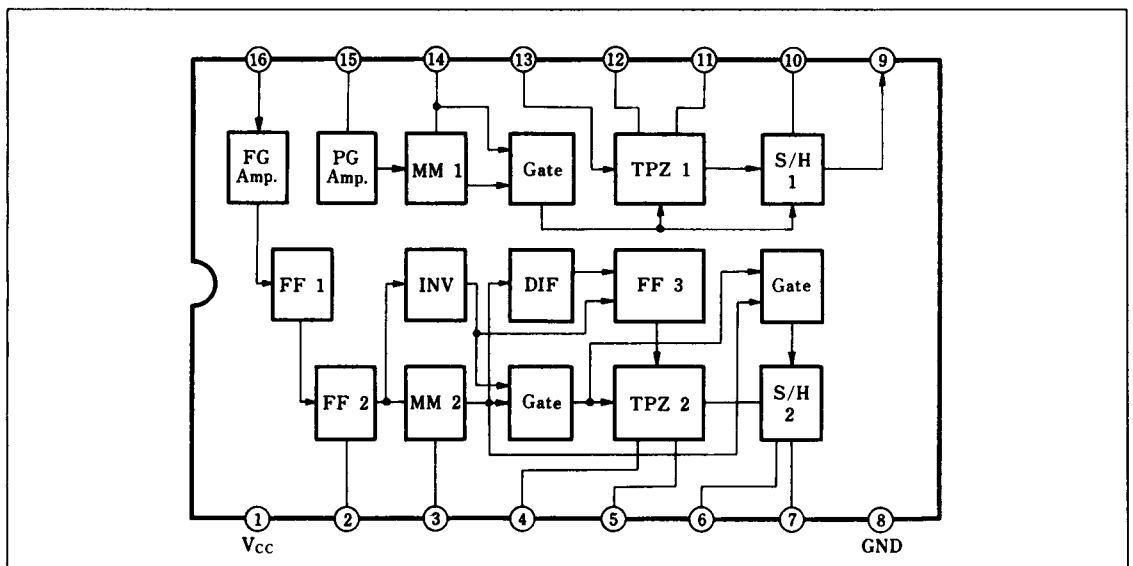 16 15 14 13 12 11 10 9
FG
Amp.
PG
Amp.
MM 1
Gate
TPZ 1
S/H
1
FF 1
INV
DIF
FF 3
Gate
FF 2
MM 2
Gate
TPZ 2
S/H
2
1 2 3 4 5 6 7 8
VCC
GND